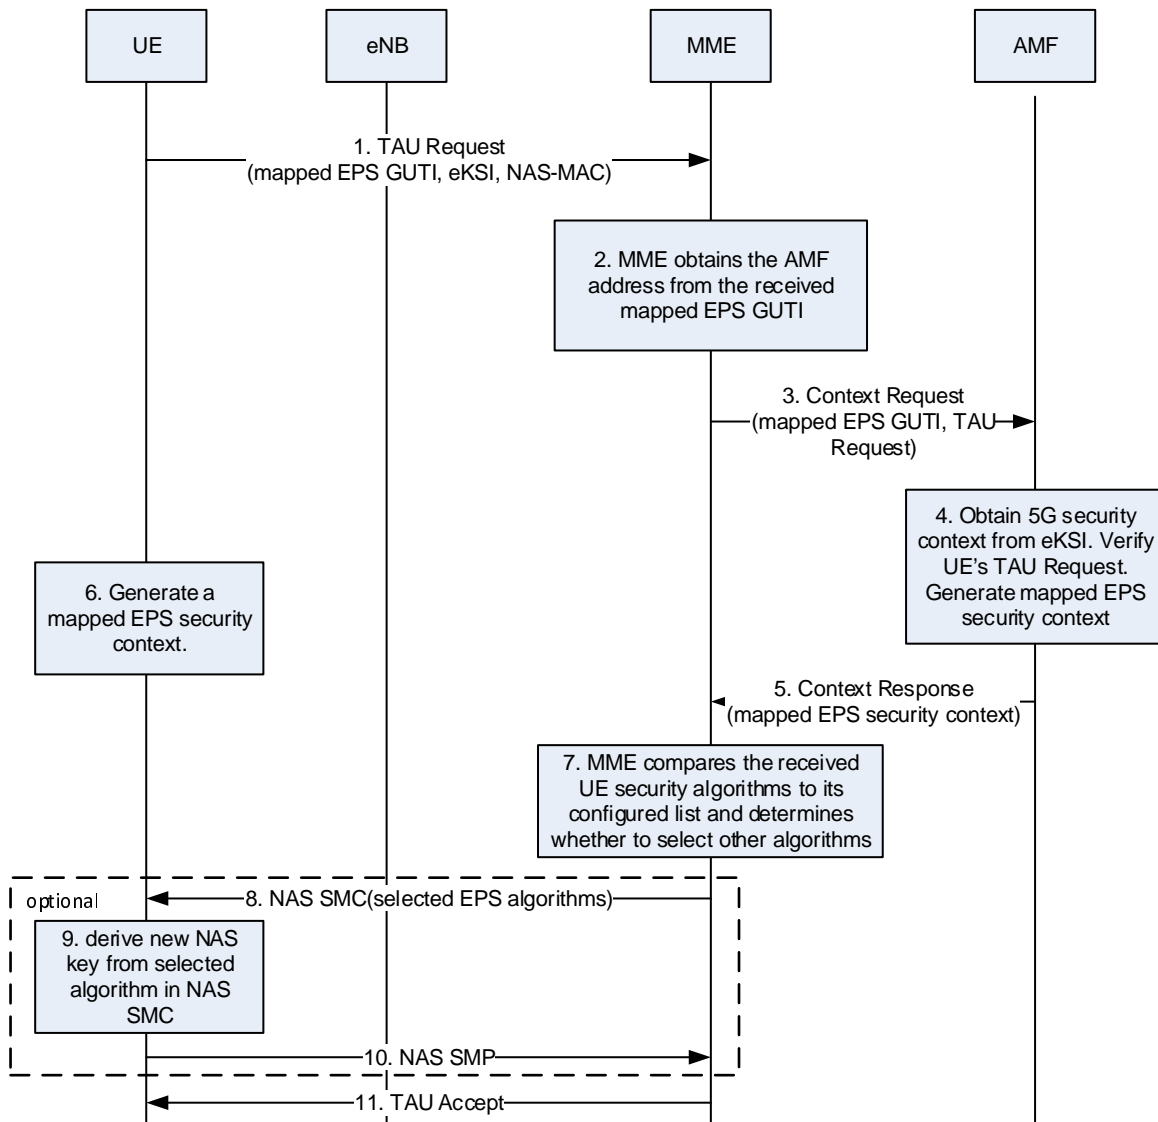 UE
eNB
MME
AMF
1. TAU Request
(mapped EPS GUTI, eKSI, NAS-MAC)
2. MME obtains the AMF
address from the received
mapped EPS GUTI
3. Context Request
(mapped EPS GUTI, TAU
Request)
4. Obtain 5G security
context from eKSI. Verify
UE's TAU Request.
Generate mapped EPS
security context
6. Generate a
mapped EPS security
context.
5. Context Response
(mapped EPS security context)
7. MME compares the received
UE security algorithms to its
configured list and determines
whether to select other algorithms
optional
8. NAS SMC(selected EPS algorithms)
9. derive new NAS
key from selected
algorithm in NAS
SMC
10. NAS SMP
11. TAU Accept